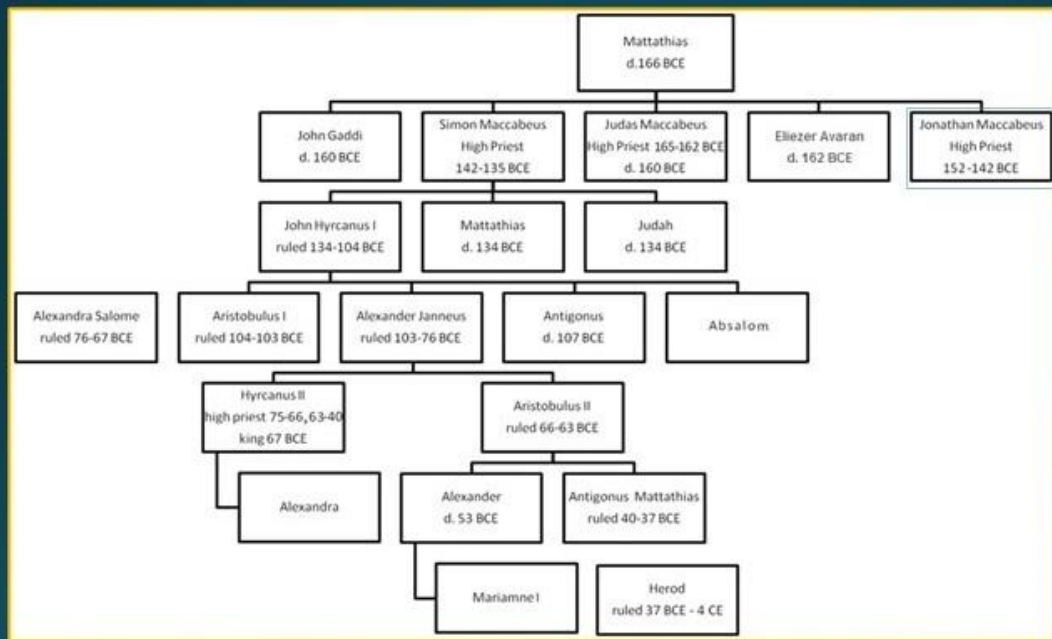 Mattathias
d.166 BCE
John Gaddi
d. 160 BCE
Simon Maccabeus
High Priest
142-135 BCE
Judas Maccabeus
High Priest 165-162 BCE
d. 160 BCE
Eliezer Avaran
d. 162 BCE
Jonathan Maccabeus
High Priest
152 -142 BCE
John Hyrcanus I
ruled 134-104 BCE
Mattathias
d. 134 BCE
Judah
d. 134 BCE
Alexandra Salome
ruled 76-67 BCE
Aristobulus I
ruled 104-103 BCE
Alexander Janneus
ruled 103-76 BCE
Antigonus
d. 107 BCE
Absalom
Hyrcanus II
high priest 75-66, 63-40
king 67 BCE
Aristobulus II
ruled 66-63 BCE
Alexandra
Alexander
d. 53 BCE
Antigonus Mattathias
ruled 40-37 BCE
Mariamne I
Herod
ruled 37 BCE - 4 CE